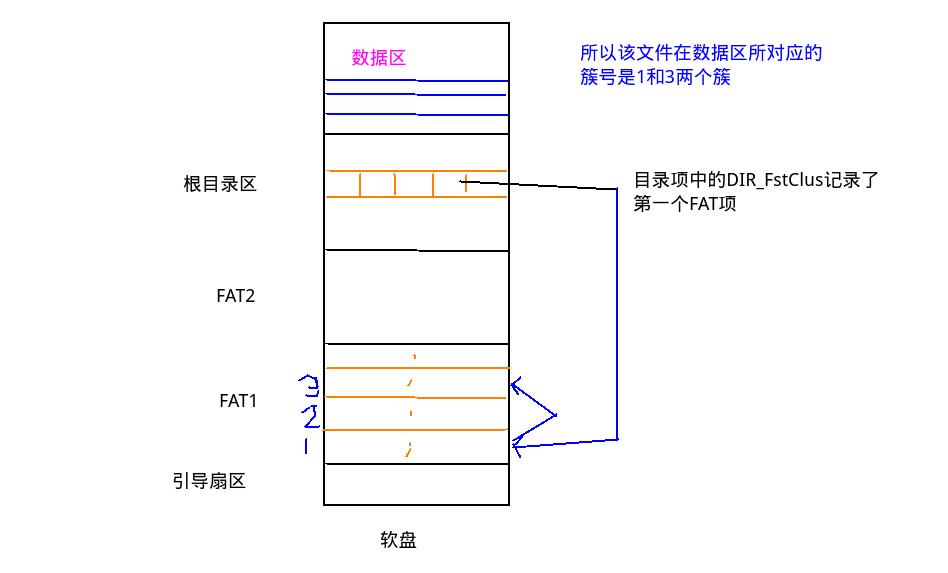 数据区
所以该文件在数据区所对应的
簇号是1和3两个簇
根目录区
目录项中的DIR_FstClus记录了
第一个FAT项
FAT2
3
FAT1
2
1
引导扇区
软盘